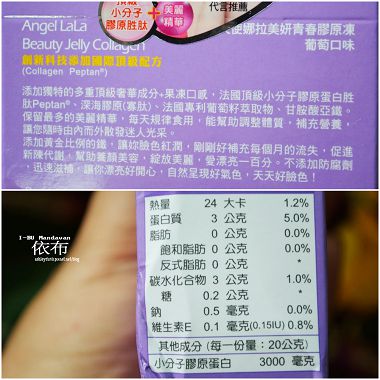 頂級
小分子
膠原胜肽
美麗
精華
代言推薦
Angel LaLa
使娜拉美妍青春膠原凍
Beauty Jelly Collagen
葡萄口味
創新科技添加國際頂級配方
(Collagen Peptan®)
添加獨特的多重頂級奢華成分+果凍口感，法國頂級小分子膠原蛋白胜
肽Peptan®、深海膠原(寡肽)、法國專利葡萄籽萃取物、甘胺酸亞鐵。
保留最多的美麗精華，每天規律食用，能幫助調整體質，補充營養，
讓您隨時由內而外散發迷人光采。
添加黃金比例的鐵，讓妳臉色紅潤，剛剛好補充每個月的流失，促進
新陳代謝，幫助養顏美容，綻放美麗，愛漂亮一百分。不添加防腐劑
，迅速滋補，讓你漂亮好開心，自然呈現好氣色，天天好臉色！
熱量 24 大卡 1.2%
蛋白質 3 公克 5.0%
脂肪 0 公克 0.0%
飽和脂肪 0 公克 0.0%
反式脂肪 0 公克 *
碳水化合物 3 公克 1.0%
糖 0.2 公克 *
鈉 0.5 毫克 0.0%
維生素E 0.1 毫克(0.15IU) 0.8%
其他成分 (每一份量：20公克)
小分子膠原蛋白 3000 毫克
I-BU Mandavan
依布